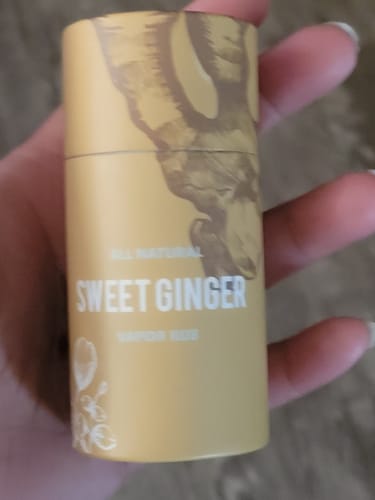 ALL NATURAL
SWEET GINGER
VAPOR RUB